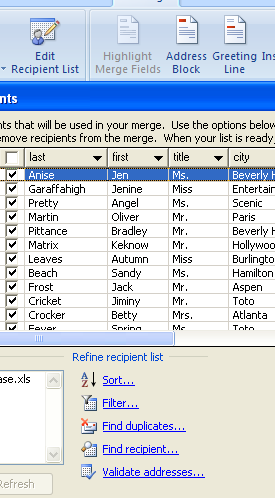 Edit Highlight Address Greeting Ins
Recipient List Merge Fields Block Line
nts
nts that will be used in your merge. Use the options below
emove recipients from the merge. When your list is ready
last first title city
Anise Jen Ms. Beverly H
Garaffahigh Jenine Miss Entertain
Pretty Angel Ms. Scenic
Martin Oliver Mr. Paris
Pittance Bradley Mr. Beverly H
Matrix Keknow Mr. Hollywoo
Leaves Autumn Miss Burlingto
Beach Sandy Ms. Hamilton
Frost Jack Mr. Aspen
Cricket Jiminy Mr. Toto
Crocker Betty Mrs. Atlanta
Fever Spring Ms. Toto
Refine recipient list
ase.xls
Sort...
Filter...
Find duplicates...
Find recipient...
Refresh Validate addresses...